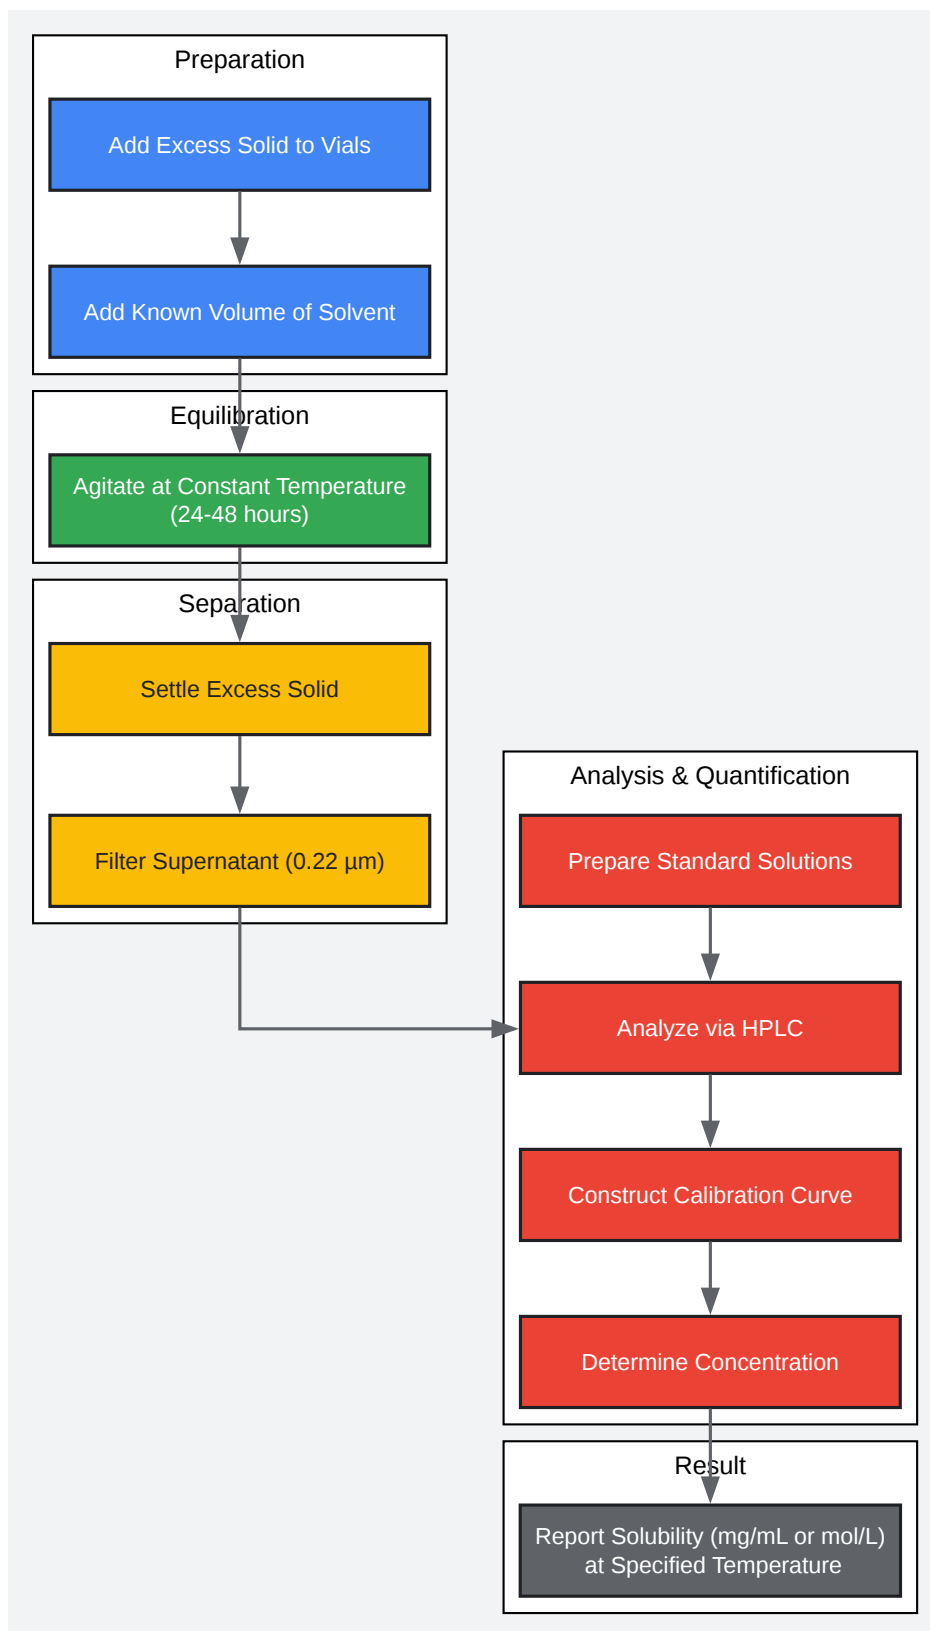 Preparation
Add Excess Solid to Vials
Add Known Volume of Solvent
Equilibration
Agitate at Constant Temperature
(24-48 hours)
Separation
Settle Excess Solid
Filter Supernatant (0.22 µm)
Analysis & Quantification
Prepare Standard Solutions
Analyze via HPLC
Construct Calibration Curve
Determine Concentration
Result
Report Solubility (mg/mL or mol/L)
at Specified Temperature